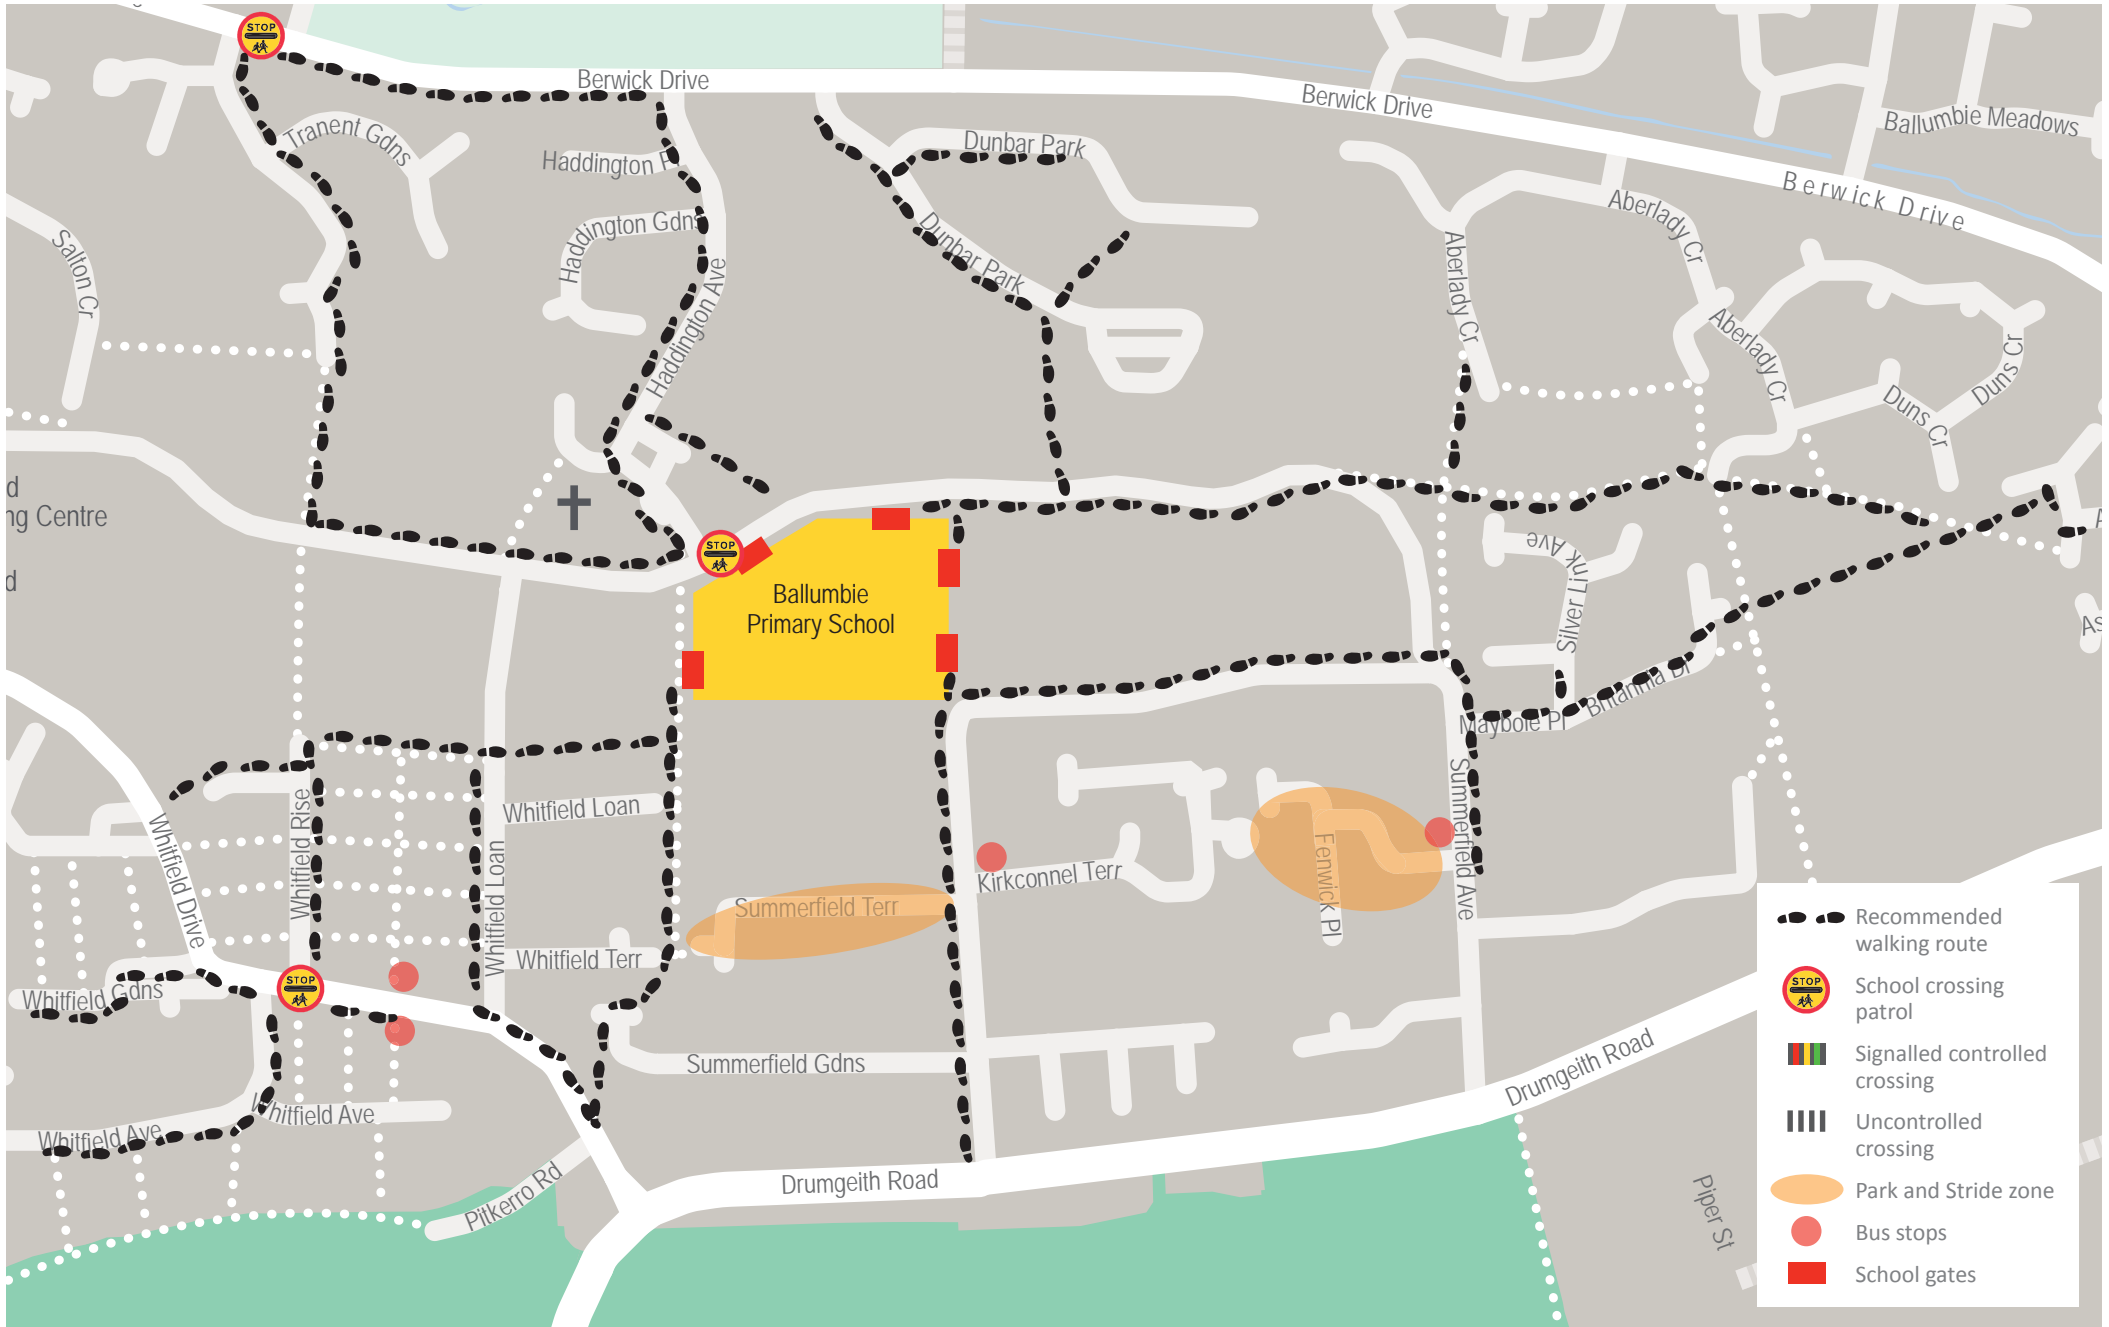 STOP
Berwick Drive
Berwick Drive
Ballumbie Meadows
Tranent Gdns
Dunbar Park
Haddington
Berwick Drive
Aberlady Cr
Haddington Gdns
Salton Cr
Dunbar Park
Aberlady Cr
Haddington Ave
Aberlady Cr
Duns Cr
Duns Cr
d
ng Centre
d
STOP
Silver Link Ave
Ballumbie
Primary School
As
A
Britannia Dr
Maybole Pl
Whitfield Loan
Whitfield Rise
Whitfield Drive
Whitfield Loan
Summerfield Ave
Fenwick Pl
Kirkconnel Terr
Summerfield Terr
Whitfield Terr
STOP
Whitfield Gdns
Summerfield Gdns
Drumgeith Road
Whitfield Ave
Whitfield Ave
Pitkerro Rd
Drumgeith Road
Piper St
Recommended
walking route
STOP
School crossing
patrol
Signalled controlled
crossing
Uncontrolled
crossing
Park and Stride zone
Bus stops
School gates